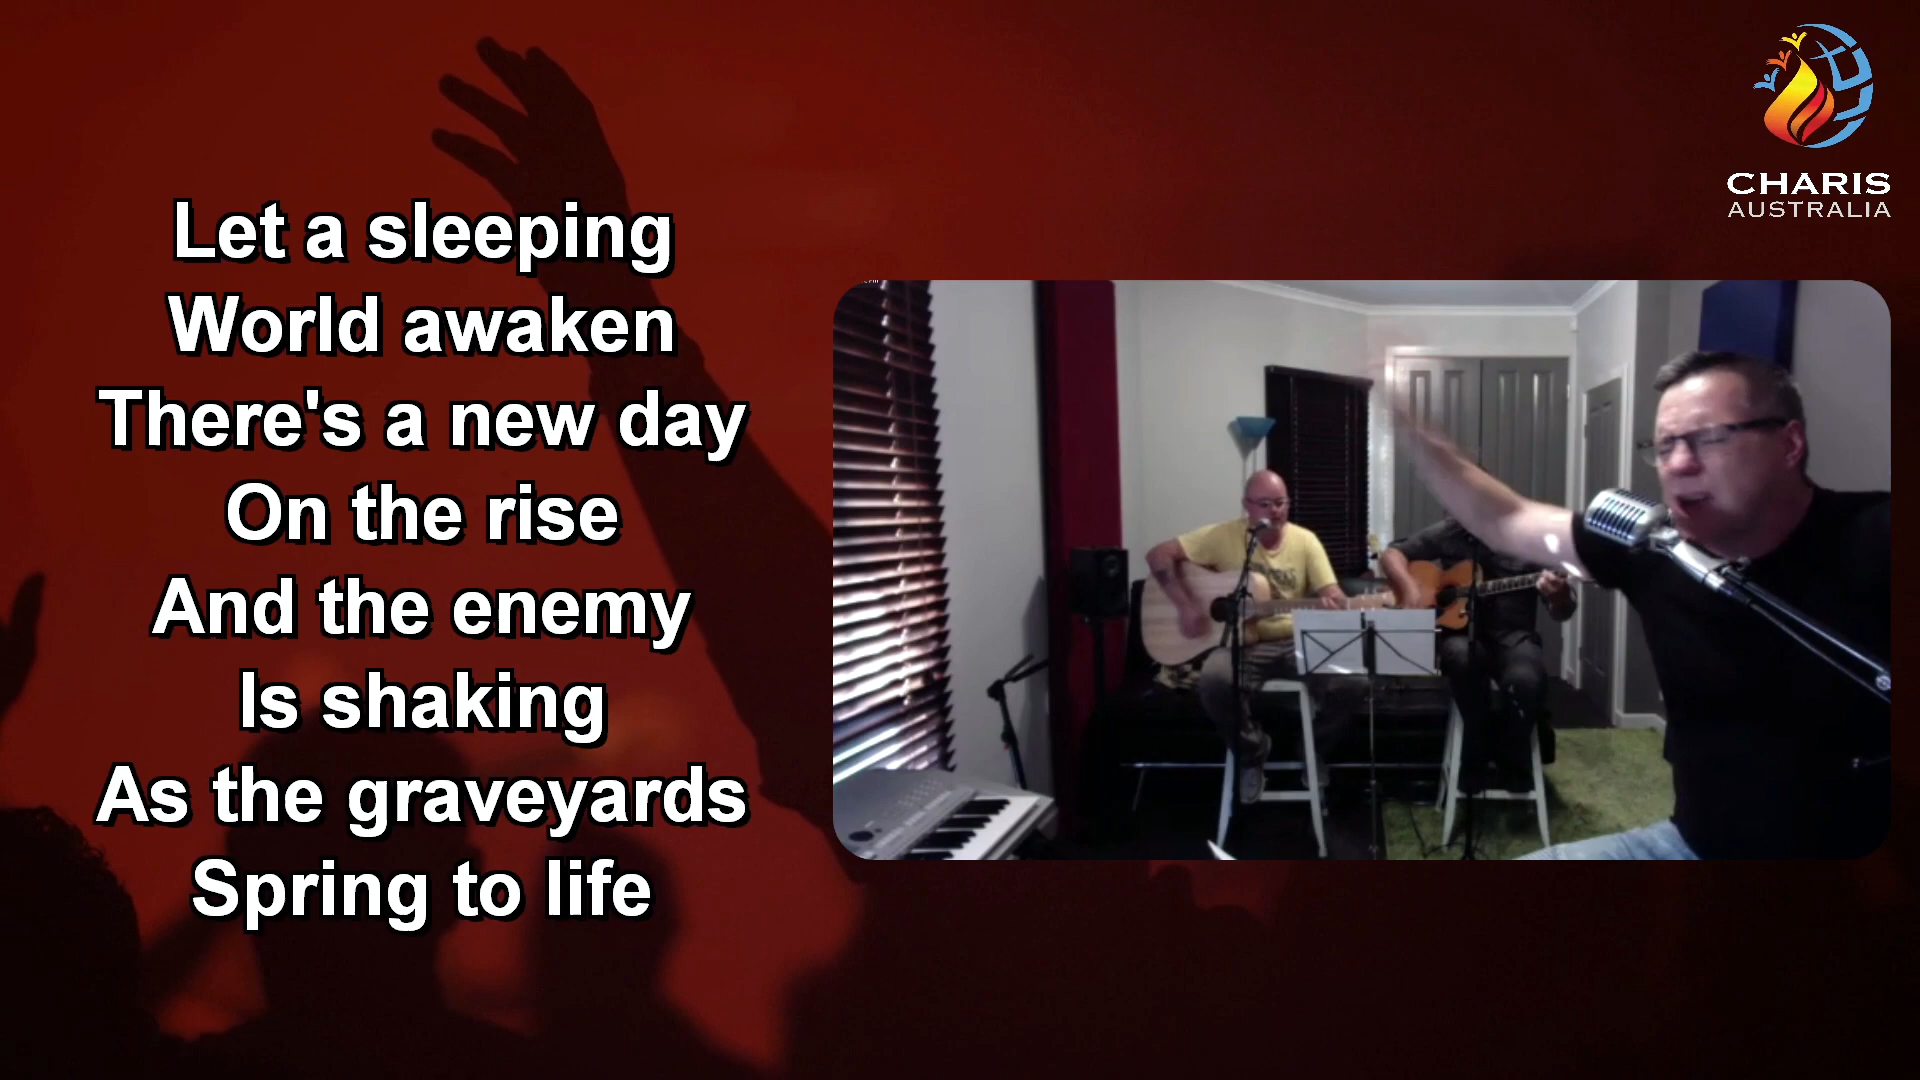 Let a sleeping
World awaken
There's a new day
On the rise
And the enemy
Is shaking
As the graveyards
Spring to life
CHARIS
AUSTRALIA